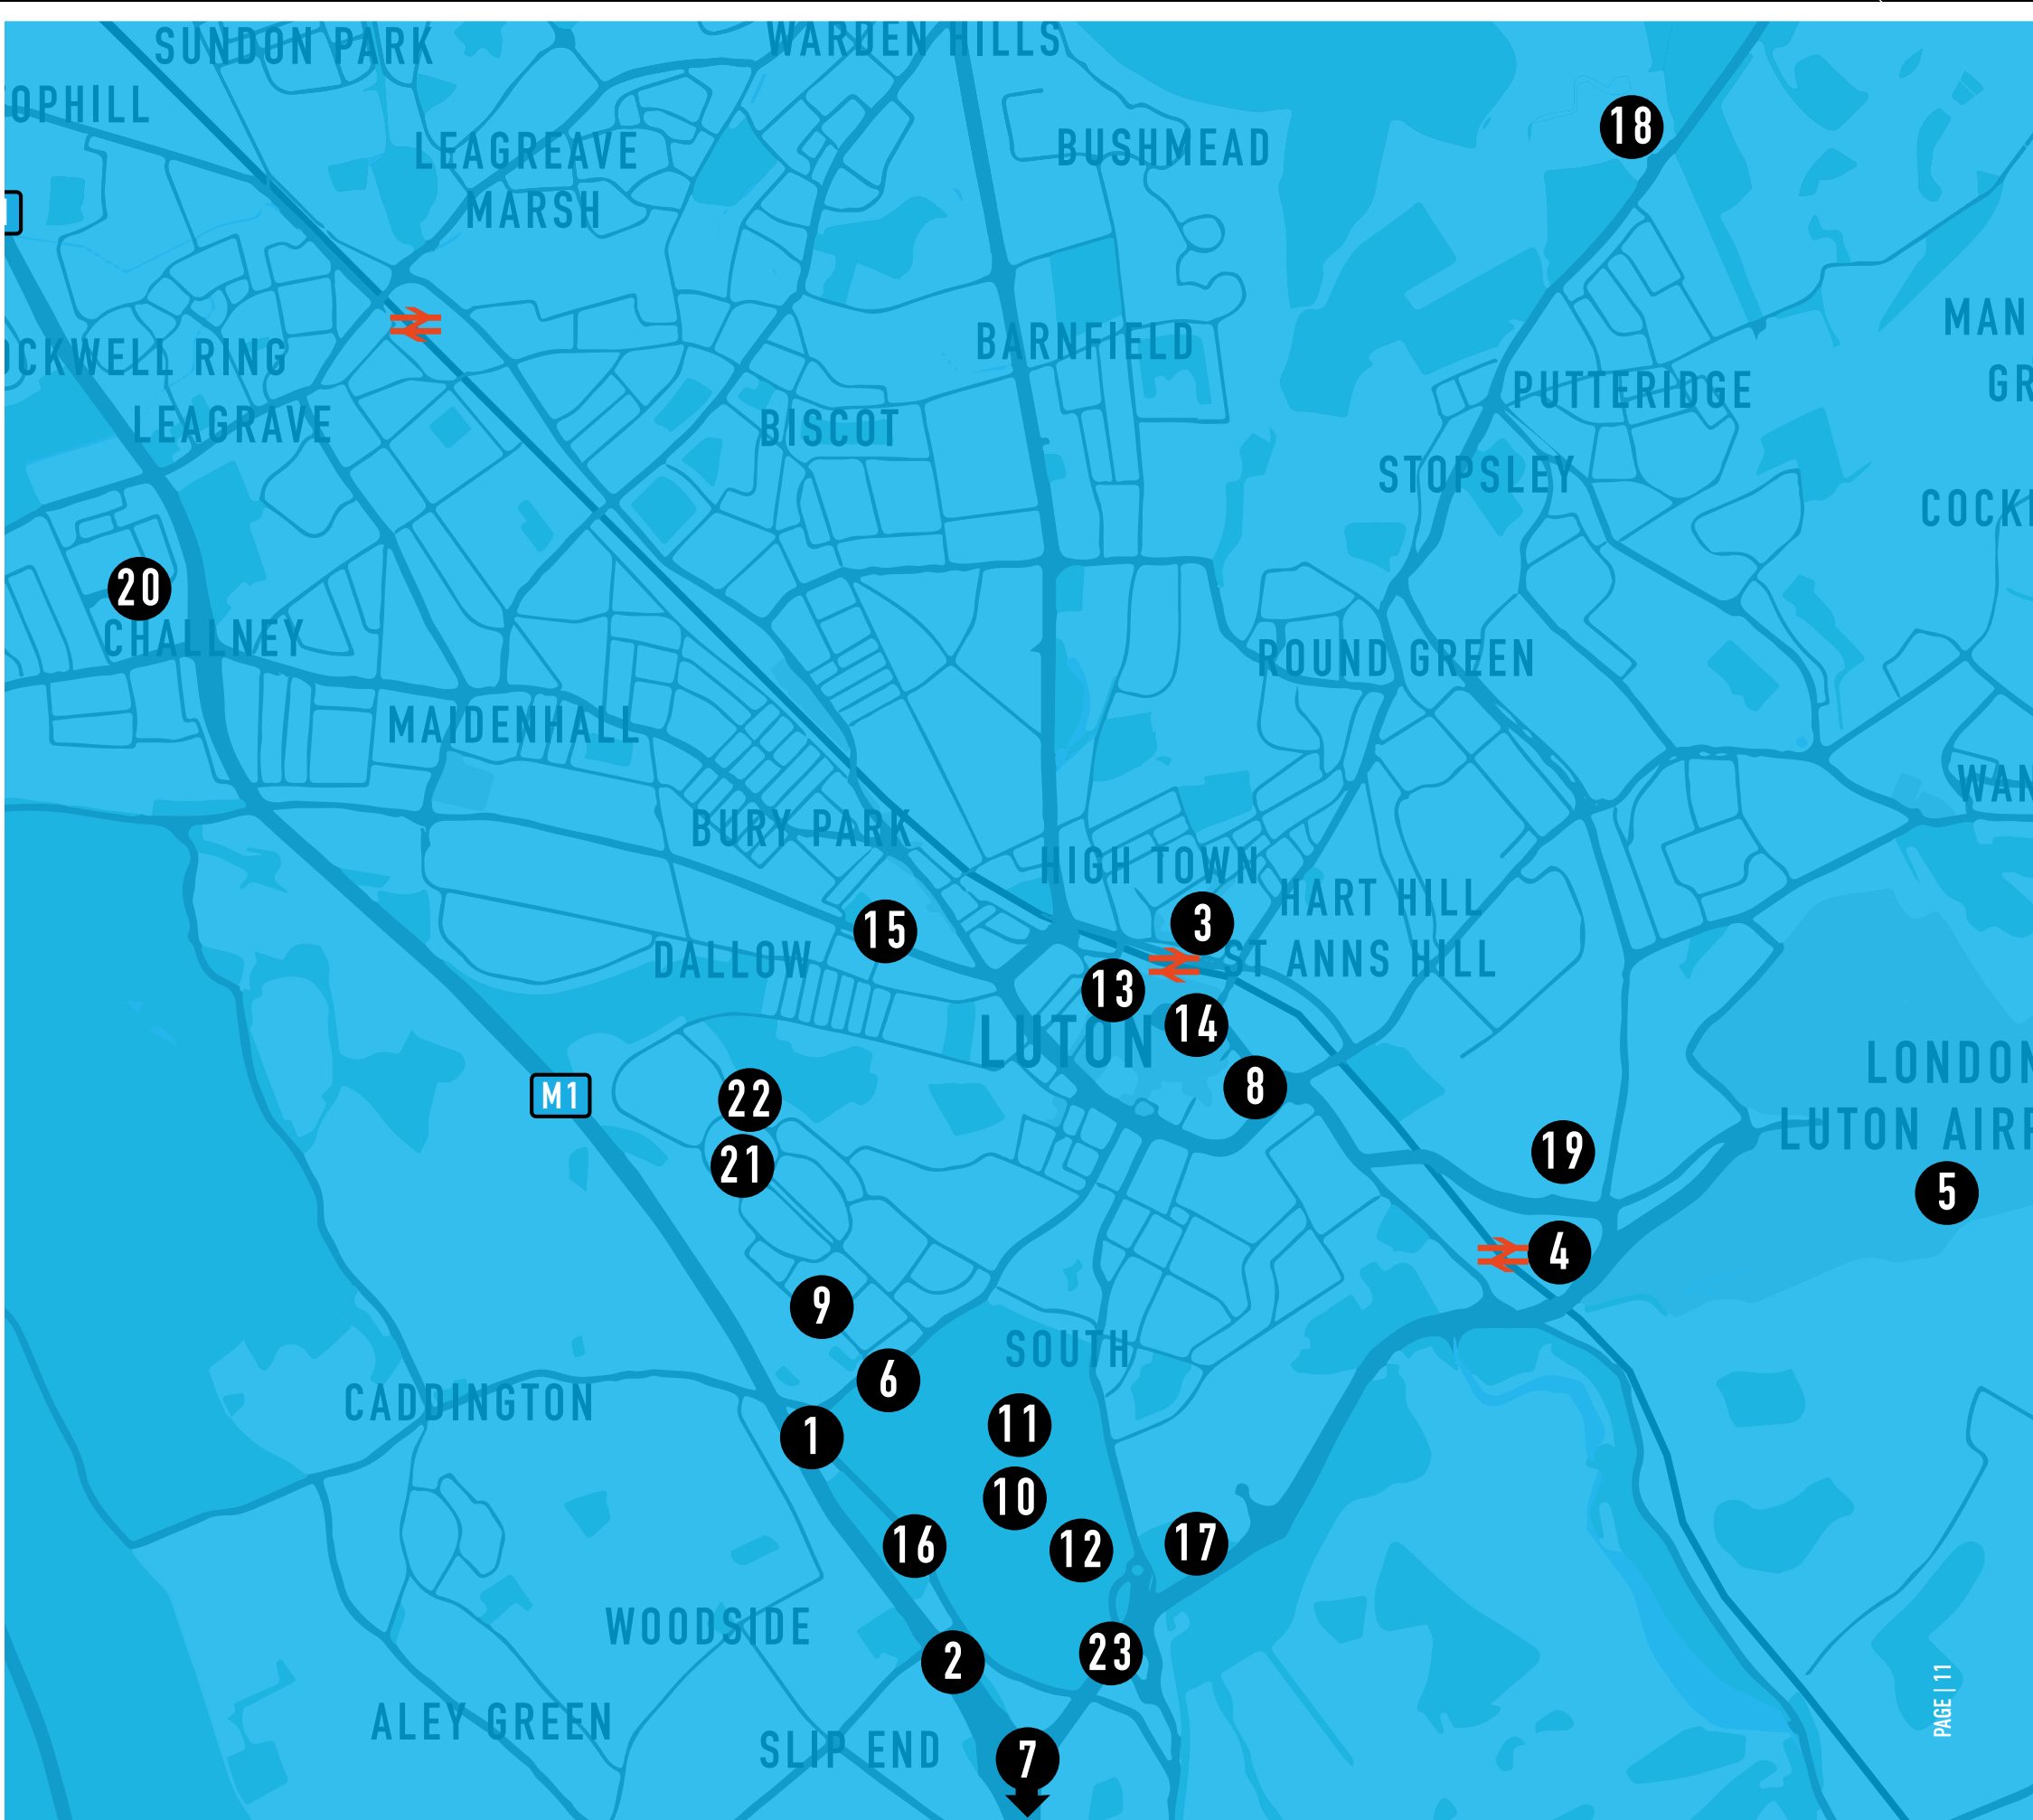 SUNDON PARK
WARDEN HILLS
OPHILL
18
BUSHMEAD
LEAGREAVE
MARSH
MAN
BARNFIELD
OCKWELL RING
GR
PUTTERIDGE
LEAGRAVE
BISCOT
STOPSLEY
COCK
20
CHALLNEY
ROUND GREEN
MAIDENHALL
WAN
BURY PARK
HIGH TOWN
HART HILL
3
15
DALLOW
ST ANNS HILL
13
14
LUTON
LONDON
LUTON AIR
8
M1
22
21
19
5
4
9
SOUTH
6
CADDINGTON
11
1
10
16
12
17
WOODSIDE
23
2
PAGE | 11
ALEY GREEN
SLIP END
7